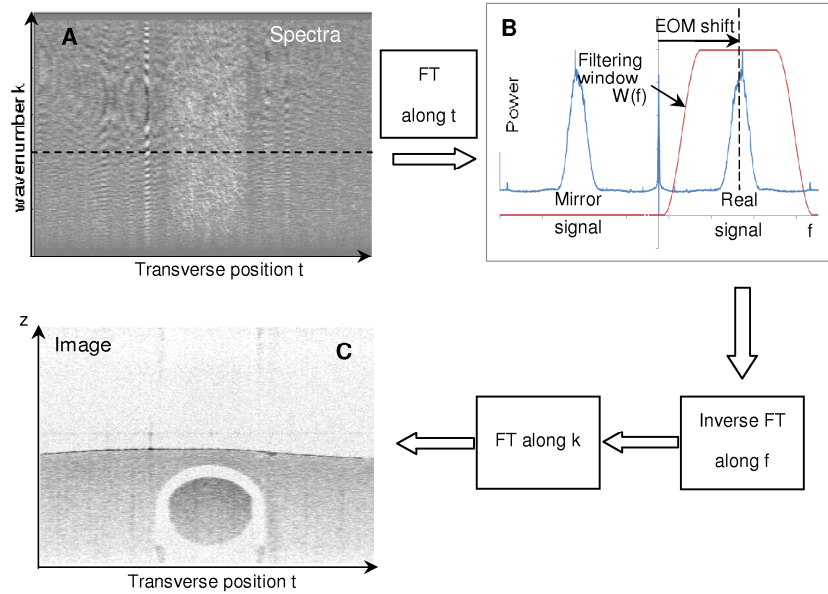 A
Spectra
wavenumber k
Transverse position t
FT
along t
B
EOM shift
Filtering
window
W(f)
Power
Mirror
signal
Real
signal
f
z
Image
C
Transverse position t
FT along k
Inverse FT
along f